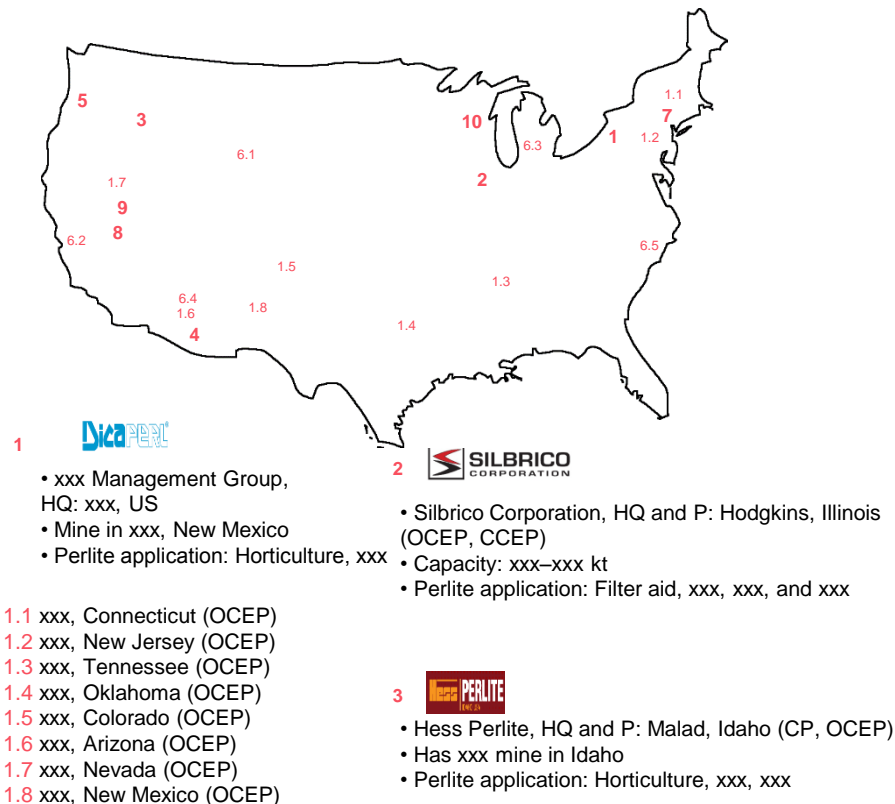 5
3
10
1.1
7
1
1.2
6.3
6.1
2
1.7
9
8
6.2
6.5
1.5
1.3
6.4
1.6
1.8
1.4
4
1
DicaPERL
• xxx Management Group,
HQ: xxx, US
• Mine in xxx, New Mexico
• Perlite application: Horticulture, xxx
1.1 xxx, Connecticut (OCEP)
1.2 xxx, New Jersey (OCEP)
1.3 xxx, Tennessee (OCEP)
1.4 xxx, Oklahoma (OCEP)
1.5 xxx, Colorado (OCEP)
1.6 xxx, Arizona (OCEP)
1.7 xxx, Nevada (OCEP)
1.8 xxx, New Mexico (OCEP)
2
SILBRICO
CORPORATION
• Silbrico Corporation, HQ and P: Hodgkins, Illinois
(OCEP, CCEP)
• Capacity: xxx–xxx kt
• Perlite application: Filter aid, xxx, xxx, and xxx
3
Hess PERLITE
• Hess Perlite, HQ and P: Malad, Idaho (CP, OCEP)
• Has xxx mine in Idaho
• Perlite application: Horticulture, xxx, xxx